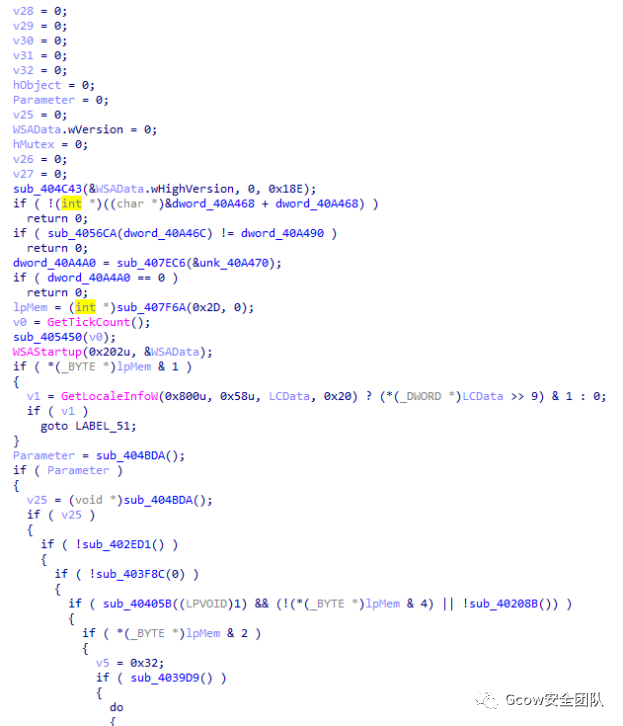 v28 = 0;
v29 = 0;
v30 = 0;
v31 = 0;
v32 = 0;
hObject = 0;
Parameter = 0;
v25 = 0;
WSAData.wVersion = 0;
hMutex = 0;
v26 = 0;
v27 = 0;
sub_404C43(&WSAData.wHighVersion, 0, 0x18E);
if ( !(int *)((char *)&dword_40A468 + dword_40A468) )
return 0;
if ( sub_4056CA(dword_40A46C) != dword_40A490 )
return 0;
dword_40A4A0 = sub_407EC6(&unk_40A470);
if ( dword_40A4A0 == 0 )
return 0;
lpMem = (int *)sub_407F6A(0x2D, 0);
v0 = GetTickCount();
sub_405450(v0);
WSAStartup(0x202u, &WSAData);
if ( *(_BYTE *)lpMem & 1 )
{
v1 = GetLocaleInfoW(0x800u, 0x58u, LCData, 0x20) ? (*(_DWORD *)LCData >> 9) & 1 : 0;
if ( v1 )
goto LABEL_51;
}
Parameter = sub_404BDA();
if ( Parameter )
{
v25 = (void *)sub_404BDA();
if ( v25 )
{
if ( !sub_402ED1() )
{
if ( !sub_403F8C(0) )
{
if ( sub_40405B((LPVOID)1) && (!(*(_BYTE *)lpMem & 4) || !sub_40208B()) )
{
if ( *(_BYTE *)lpMem & 2 )
{
v5 = 0x32;
if ( sub_4039D9() )
{
do
{
Gcow安全团队